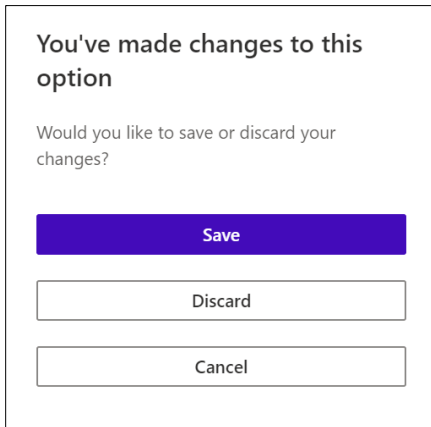 You've made changes to this
option
Would you like to save or discard your
changes?
Save
Discard
Cancel